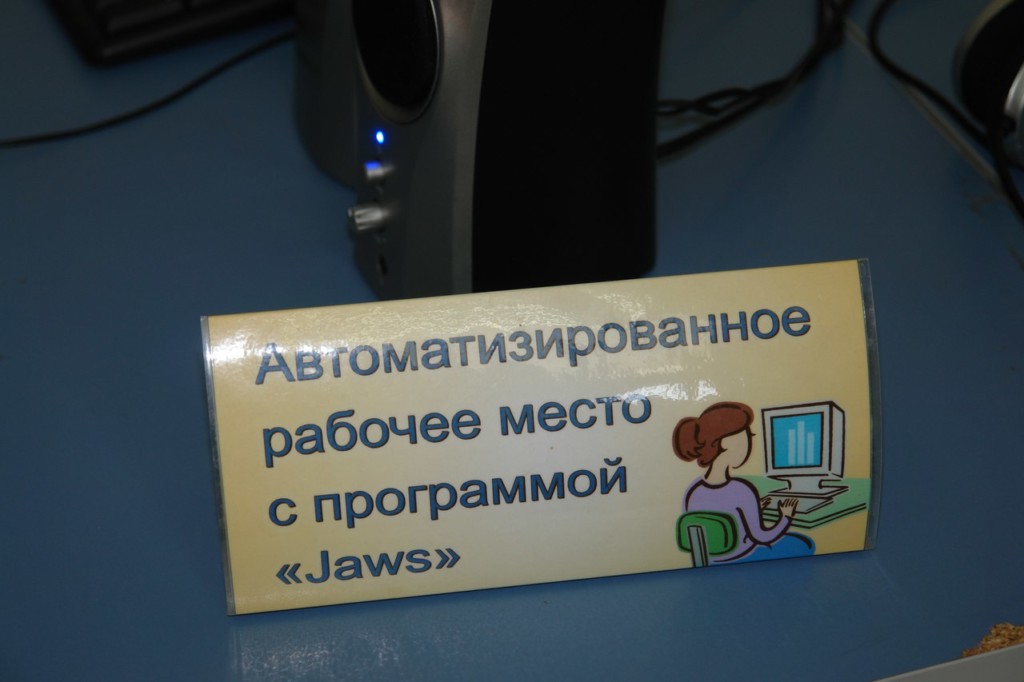 Автоматизированное
рабочее место
с программой
«Jaws»